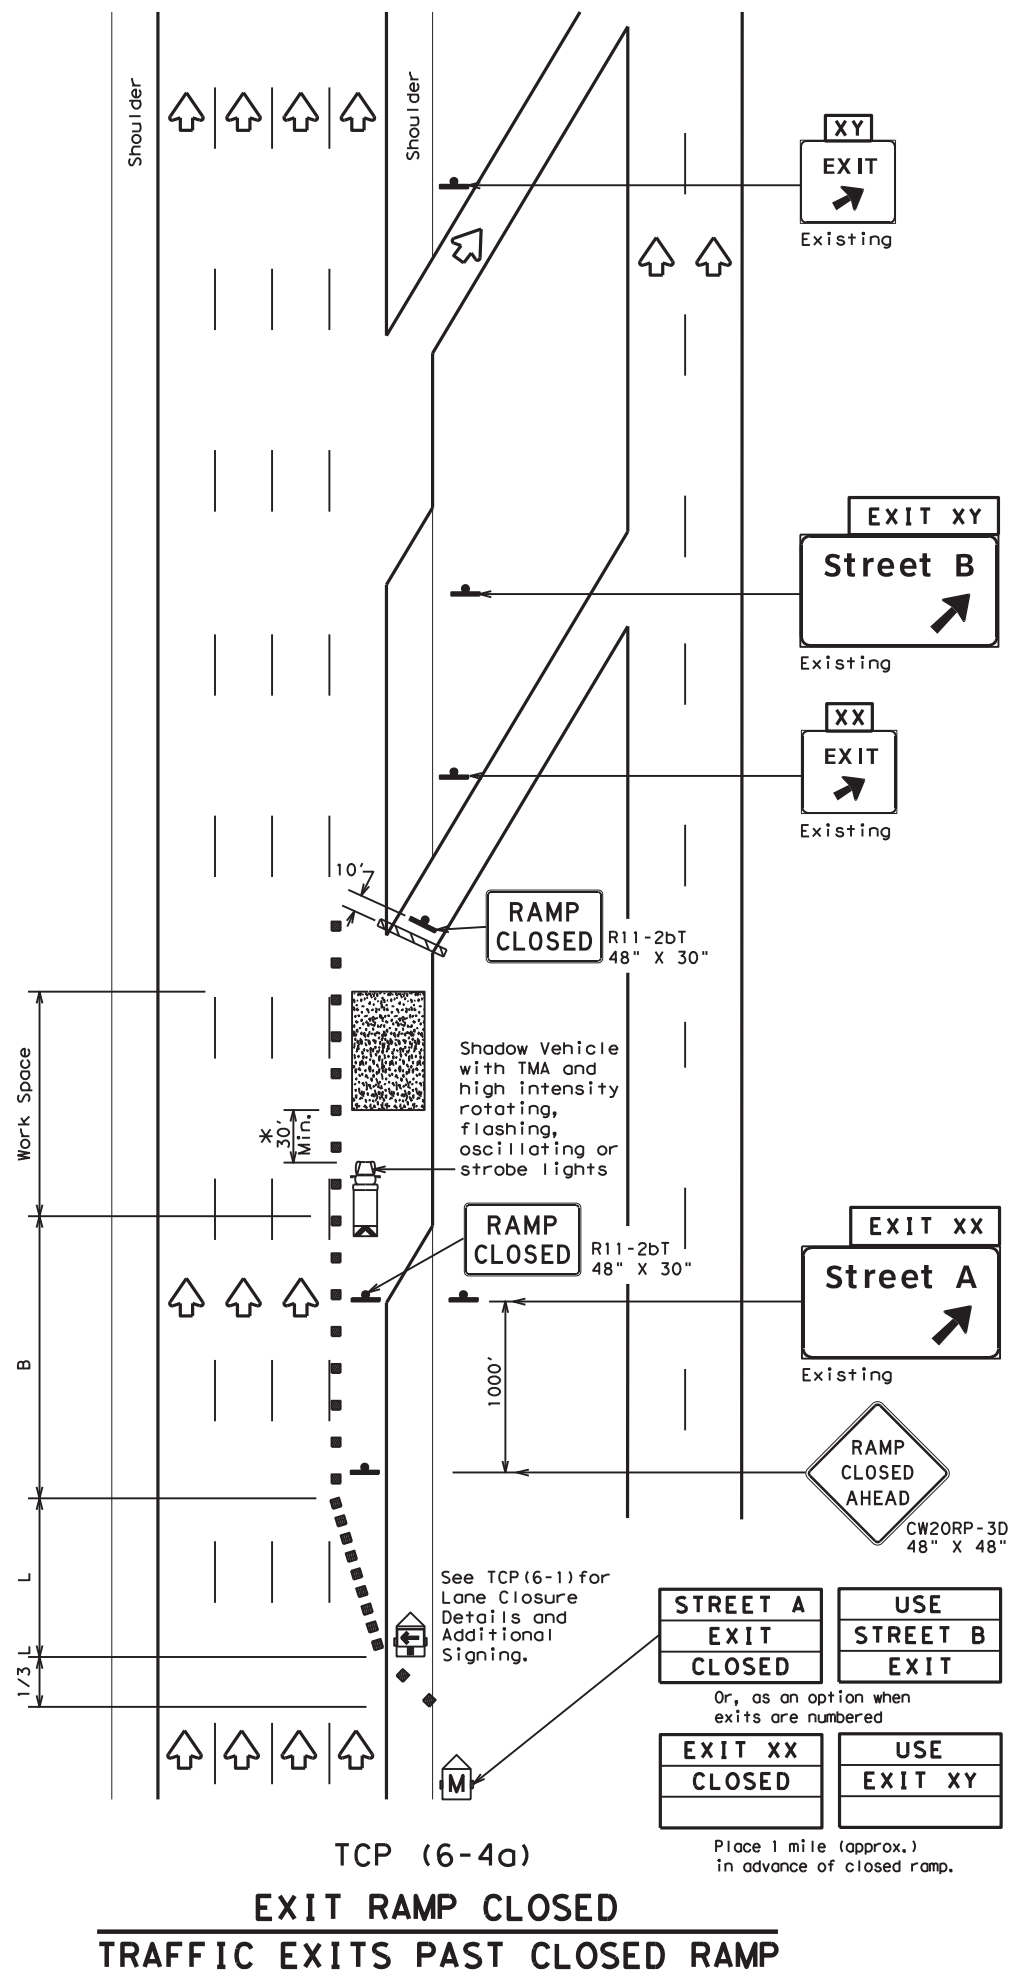 Shoulder
Shoulder
XY
EXIT
Existing
EXIT XY
Street B
Existing
XX
EXIT
Existing
10'
RAMP
CLOSED
R11-2bT
48" X 30"
Work Space
*
30'
Min.
Shadow Vehicle
with TMA and
high intensity
rotating,
flashing,
oscillating or
strobe lights
RAMP
CLOSED
R11-2bT
48" X 30"
EXIT XX
Street A
Existing
B
1000'
RAMP
CLOSED
AHEAD
CW20RP-3D
48" X 48"
L
1/3 L
See TCP(6-1)for
Lane Closure
Details and
Additional
Signing.
STREET A
EXIT
CLOSED
USE
STREET B
EXIT
Or, as an option when
exits are numbered
EXIT XX
CLOSED
USE
EXIT XY
M
Place 1 mile (approx.)
in advance of closed ramp.
TCP (6-4a)
EXIT RAMP CLOSED
TRAFFIC EXITS PAST CLOSED RAMP